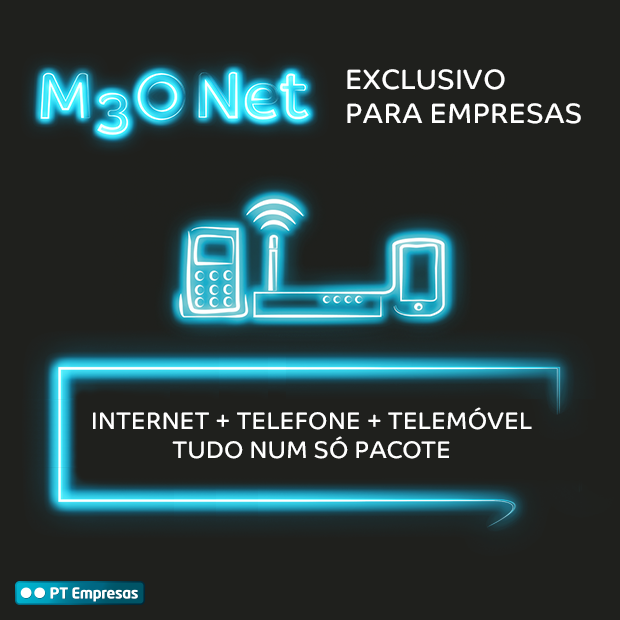 M3O Net
EXCLUSIVO
PARA EMPRESAS
INTERNET + TELEFONE + TELEMÓVEL
TUDO NUM SÓ PACOTE
PT Empresas